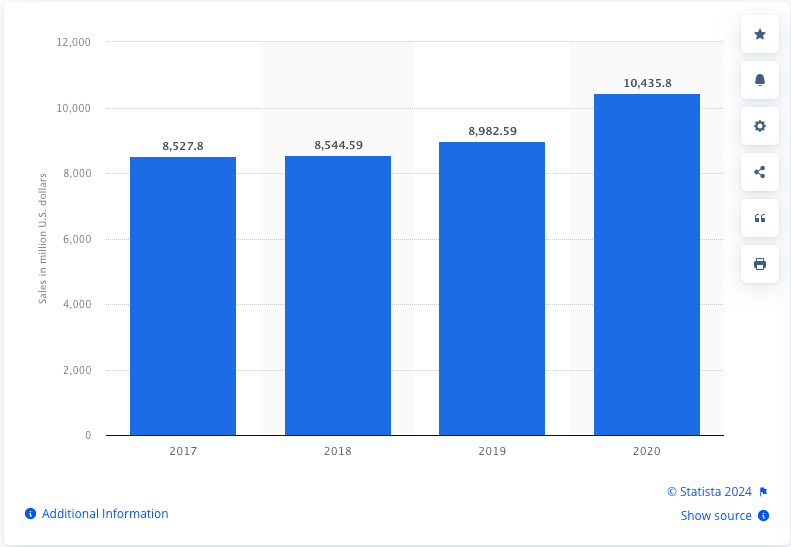 12,000
10,000
8,000
6,000
4,000
2,000
0
Sales in million U.S. dollars
8,527.8
8,544.59
8,982.59
10,435.8
2017 2018 2019 2020
© Statista 2024
Additional Information
Show source